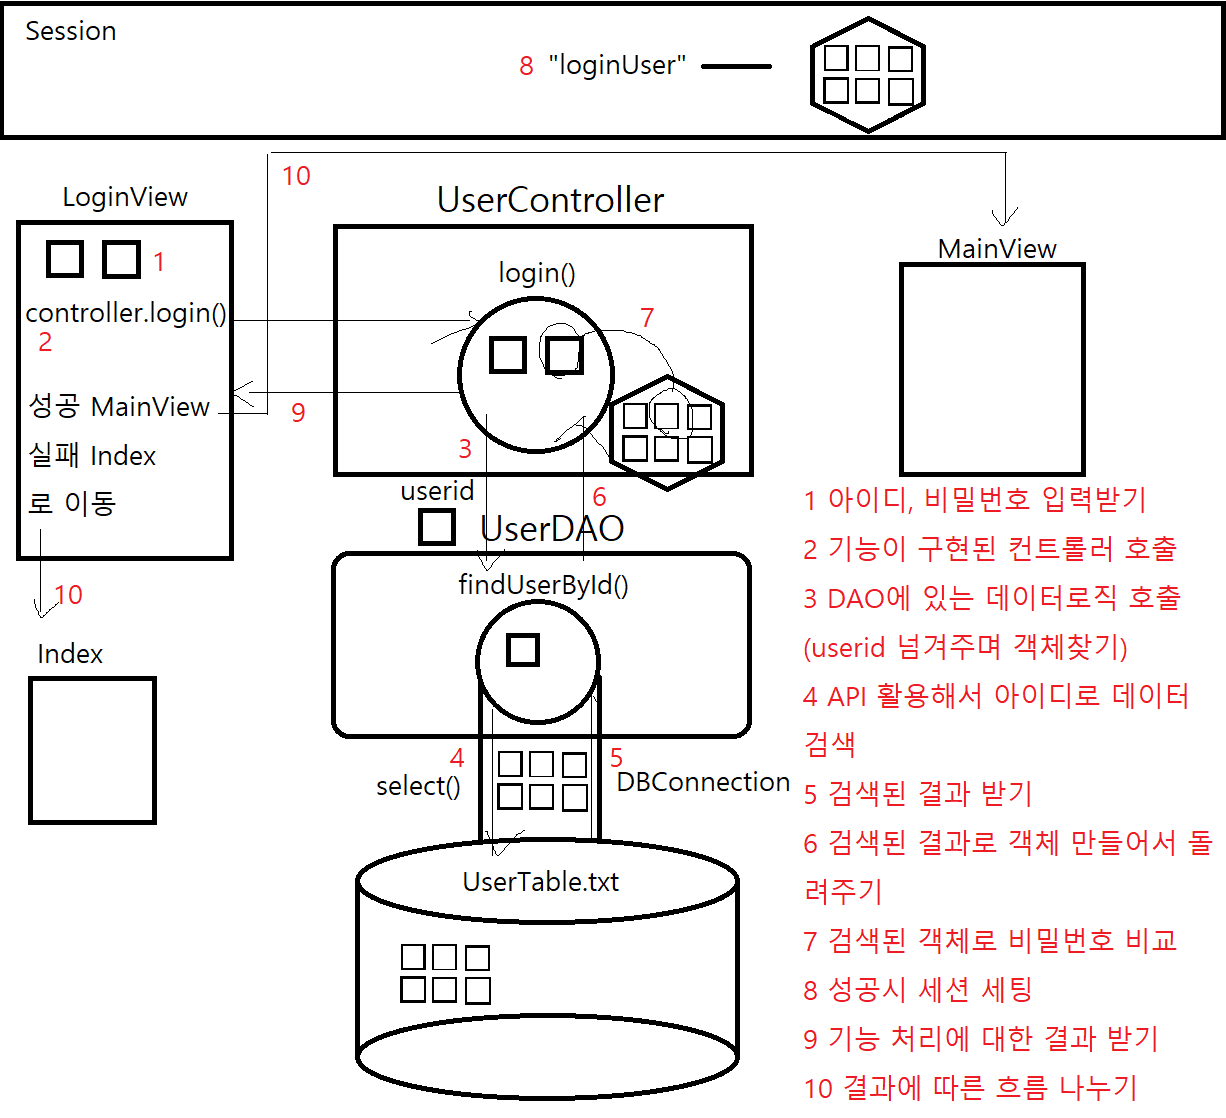 Session
8 "loginUser"
10
LoginView
UserController
MainView
1
login()
controller.login()
2
7
성공 MainView
9
실패 Index
로 이동
3
userid
6
UserDAO
findUserById()
10
Index
4
select()
5
DBConnection
UserTable.txt
1 아이디, 비밀번호 입력받기
2 기능이 구현된 컨트롤러 호출
3 DAO에 있는 데이터로직 호출
(userid 넘겨주며 객체찾기)
4 API 활용해서 아이디로 데이터
검색
5 검색된 결과 받기
6 검색된 결과로 객체 만들어서 돌
려주기
7 검색된 객체로 비밀번호 비교
8 성공시 세션 세팅
9 기능 처리에 대한 결과 받기
10 결과에 따른 흐름 나누기